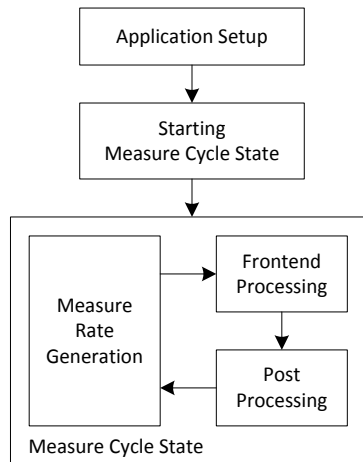 Application Setup
Starting
Measure Cycle State
Measure
Rate
Generation
Frontend
Processing
Post
Processing
Measure Cycle State